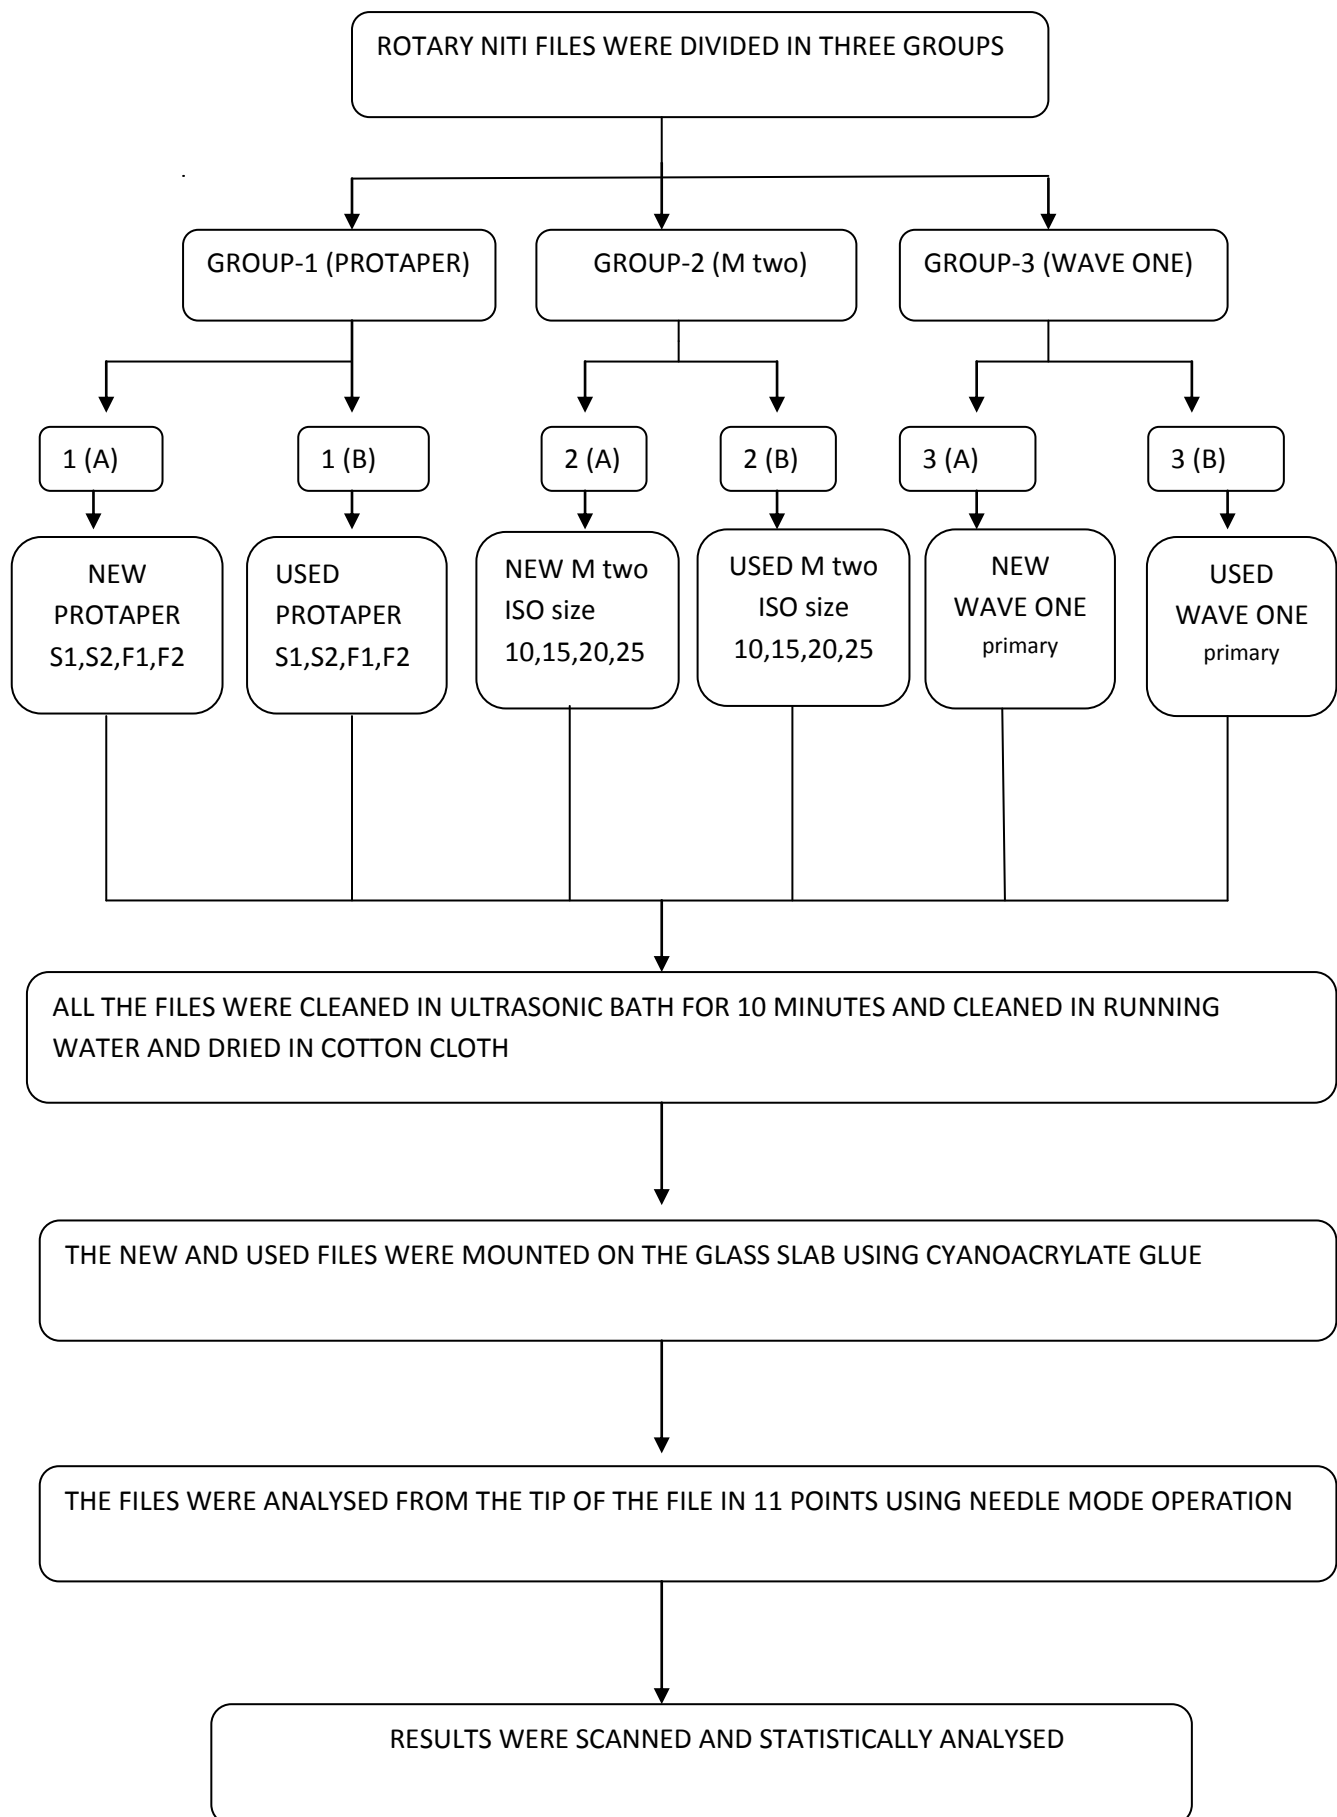 ROTARY NITI FILES WERE DIVIDED IN THREE GROUPS
GROUP-1 (PROTAPER)
GROUP-2 (M two)
GROUP-3 (WAVE ONE)
1 (A)
1 (B)
2 (A)
2 (B)
3 (A)
3 (B)
NEW
PROTAPER
S1,S2,F1,F2
USED
PROTAPER
S1,S2,F1,F2
NEW M two
ISO size
10,15,20,25
USED M two
ISO size
10,15,20,25
NEW
WAVE ONE
primary
USED
WAVE ONE
primary
ALL THE FILES WERE CLEANED IN ULTRASONIC BATH FOR 10 MINUTES AND CLEANED IN RUNNING
WATER AND DRIED IN COTTON CLOTH
THE NEW AND USED FILES WERE MOUNTED ON THE GLASS SLAB USING CYANOACRYLATE GLUE
THE FILES WERE ANALYSED FROM THE TIP OF THE FILE IN 11 POINTS USING NEEDLE MODE OPERATION
RESULTS WERE SCANNED AND STATISTICALLY ANALYSED